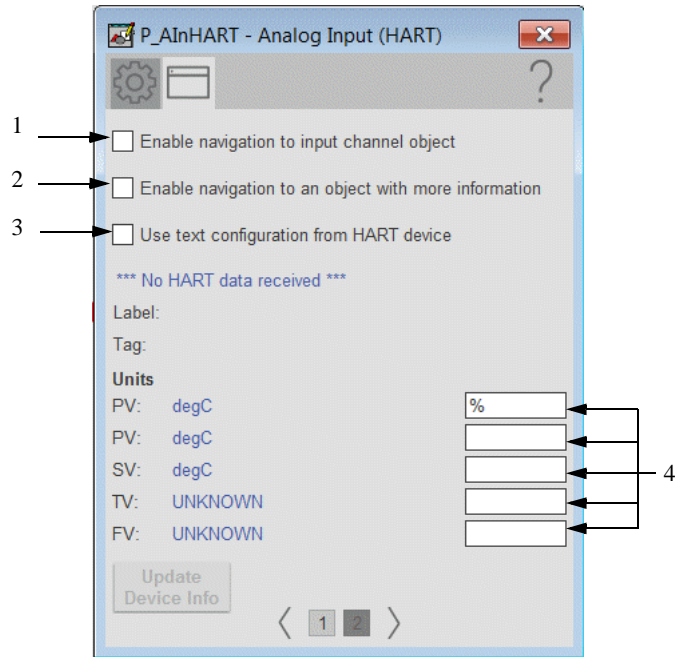 P_AInHART - Analog Input (HART)
?
1
Enable navigation to input channel object
2
Enable navigation to an object with more information
3
Use text configuration from HART device
*** No HART data received ***
Label:
Tag:
Units
PV: degC %
PV: degC
SV: degC
4
TV: UNKNOWN
FV: UNKNOWN
Update
Device Info
1 2